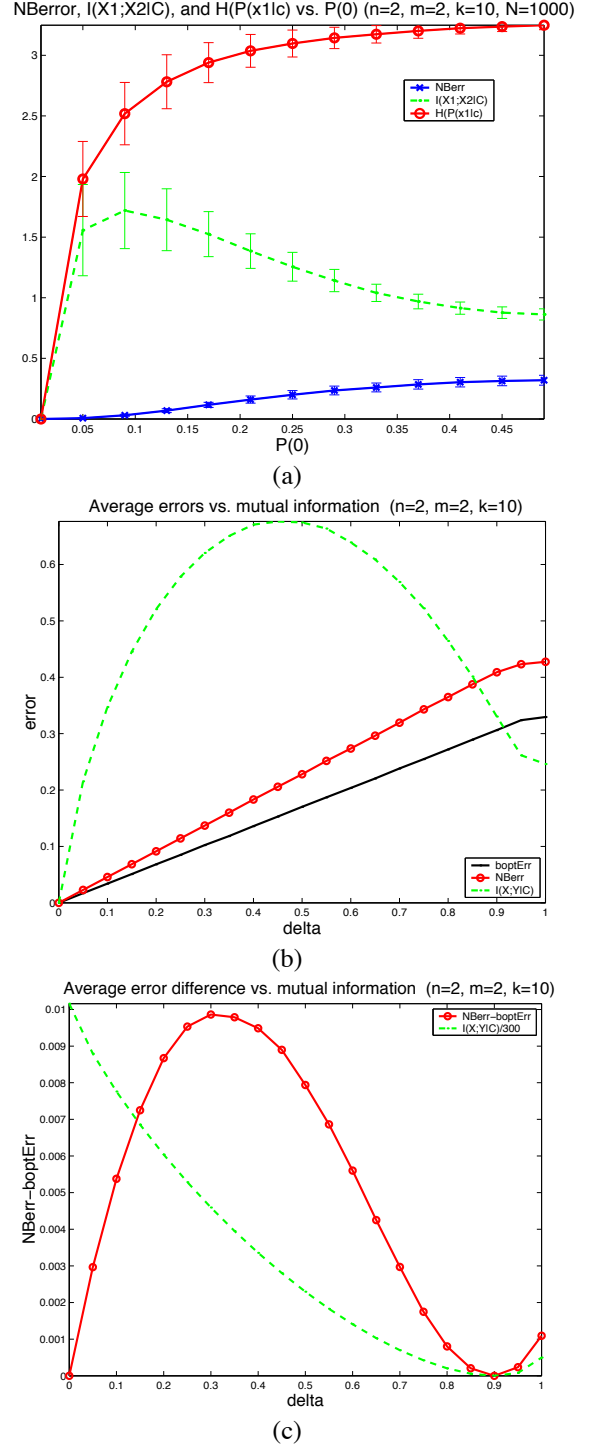 NBerror, I(X1;X2|C), and H(P(x1|c) vs. P(0) (n=2, m=2, k=10, N=1000)
3
2.5
2
1.5
1
0.5
0
NBerr
I(X1;X2|C)
H(P(x1|c)
0.05 0.1 0.15 0.2 0.25 0.3 0.35 0.4 0.45
P(0)
(a)
Average errors vs. mutual information (n=2, m=2, k=10)
error
0.6
0.5
0.4
0.3
0.2
0.1
0
boptErr
NBerr
I(X;Y|C)
0 0.1 0.2 0.3 0.4 0.5 0.6 0.7 0.8 0.9 1
delta
(b)
Average error difference vs. mutual information (n=2, m=2, k=10)
NBerr-boptErr
0.01
0.009
0.008
0.007
0.006
0.005
0.004
0.003
0.002
0.001
0
NBerr-boptErr
I(X;Y|C)/300
0 0.1 0.2 0.3 0.4 0.5 0.6 0.7 0.8 0.9 1
delta
(c)